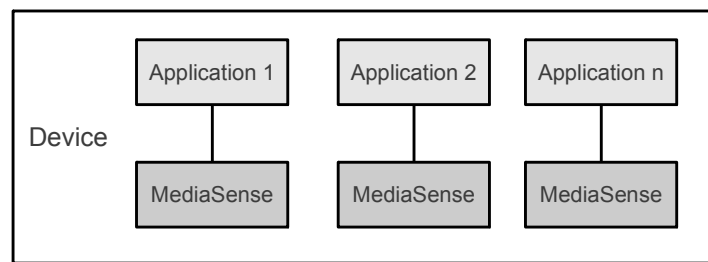 Application 1
Application 2
Application n
Device
MediaSense
MediaSense
MediaSense